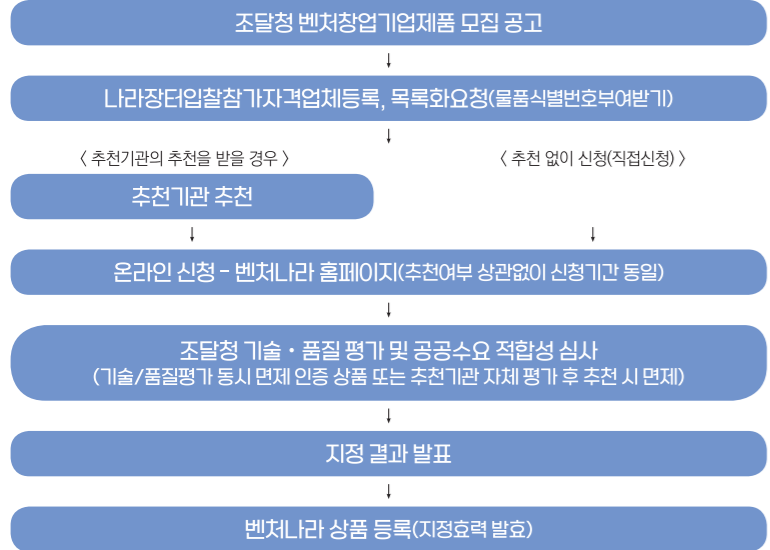 조달청 벤처창업기업제품 모집 공고
↓
나라장터입찰참가자격업체등록, 목록화요청(물품식별번호부여받기)
↓
〈 추천기관의 추천을 받을 경우 〉
〈 추천 없이 신청(직접신청) 〉
추천기관 추천
↓ ↓
온라인 신청 - 벤처나라 홈페이지(추천여부 상관없이 신청기간 동일)
↓
조달청 기술·품질 평가 및 공공수요 적합성 심사
(기술/품질평가 동시 면제 인증 상품 또는 추천기관 자체 평가 후 추천 시 면제)
↓
지정 결과 발표
↓
벤처나라 상품 등록(지정효력 발효)